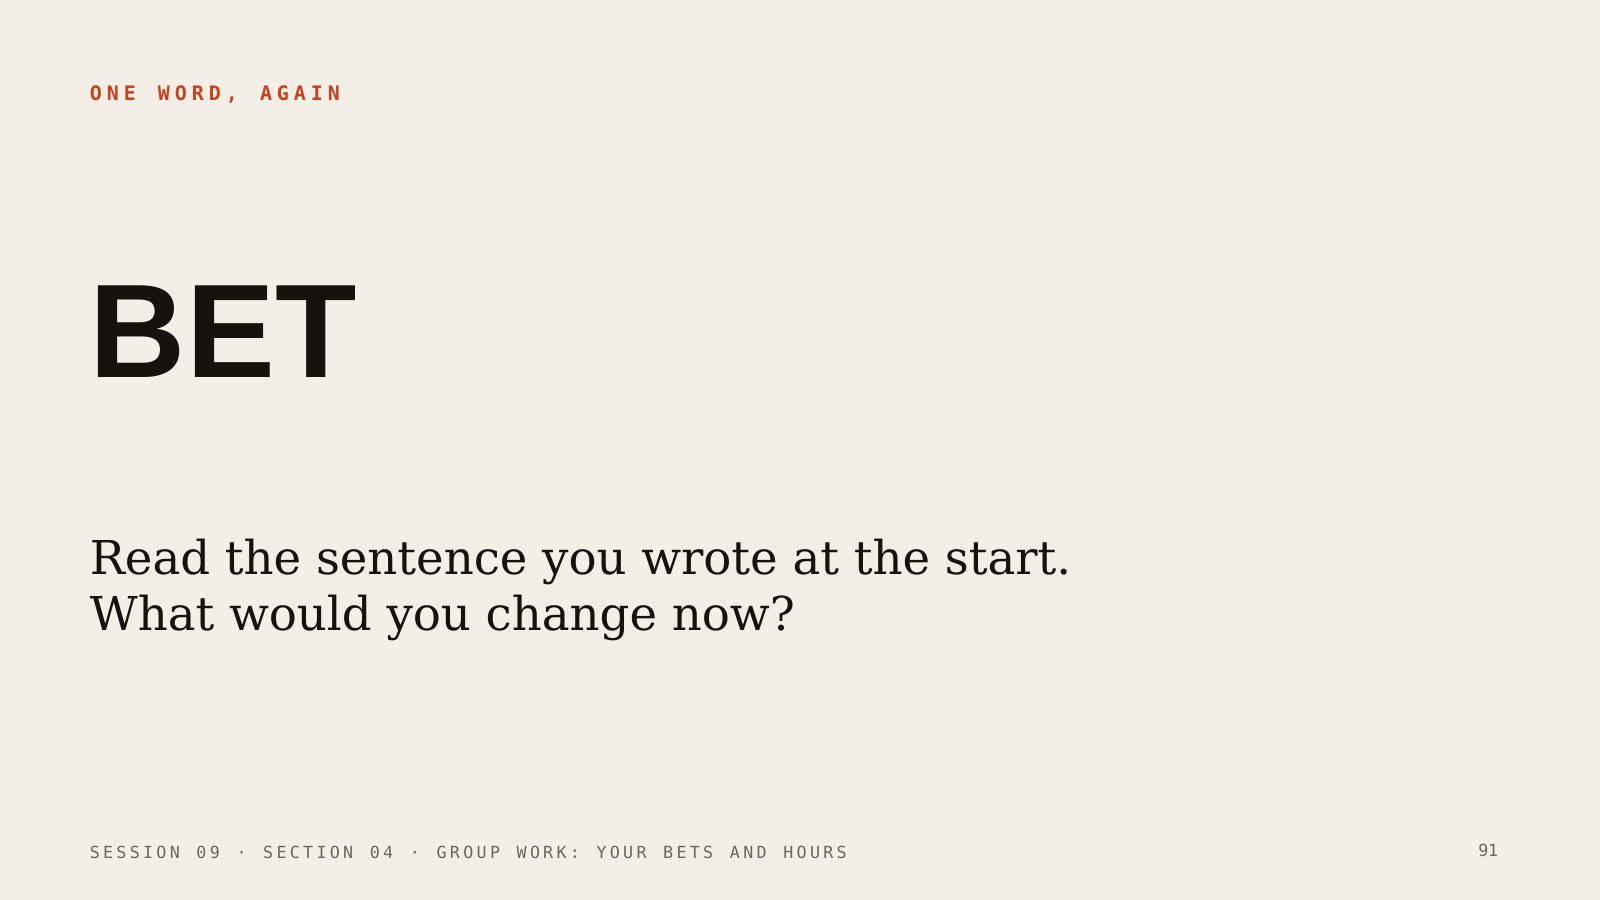 ONE WORD, AGAIN
BET
Read the sentence you wrote at the start.
What would you change now?
SESSION 09 · SECTION 04 · GROUP WORK: YOUR BETS AND HOURS
91